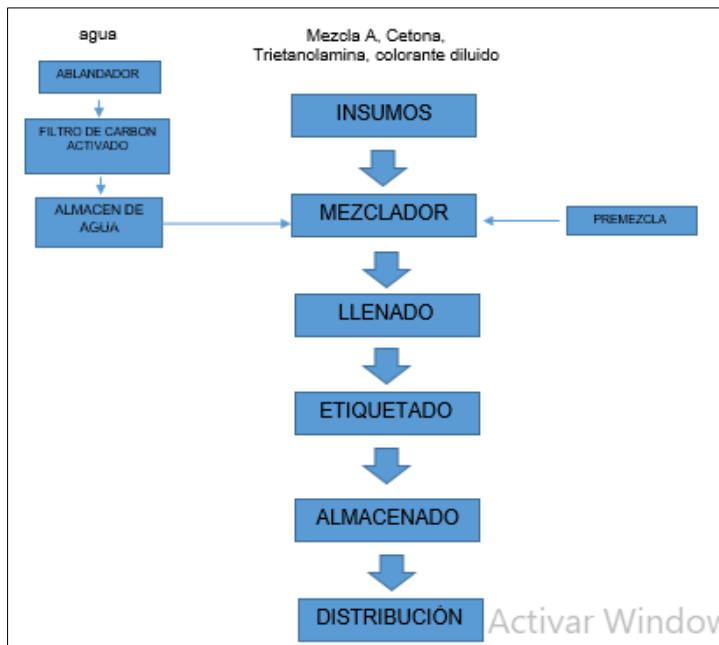 agua
Mezcla A, Cetona,
Trietanolamina, colorante diluido
ABLANDADOR
INSUMOS
FILTRO DE CARBON
ACTIVADO
ALMACEN DE
AGUA
MEZCLADOR
PREMEZCLA
LLENADO
ETIQUETADO
ALMACENADO
DISTRIBUCIÓN
Activar Window